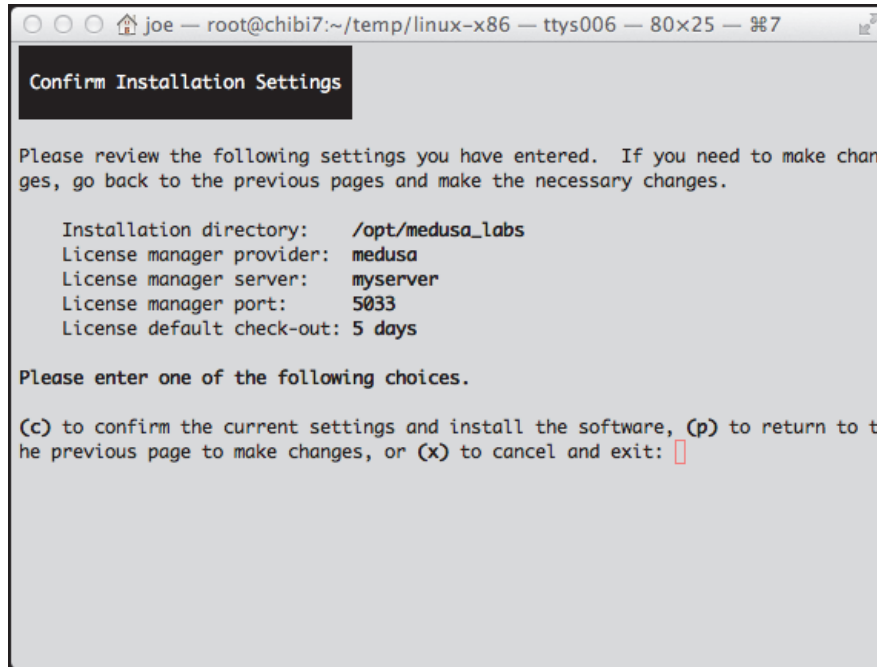 joe — root@chibi7:~/temp/linux-x86 — ttys006 — 80×25 — ⌘7
Confirm Installation Settings
Please review the following settings you have entered.  If you need to make chan
ges, go back to the previous pages and make the necessary changes.
Installation directory:    /opt/medusa_labs
License manager provider:  medusa
License manager server:    myserver
License manager port:      5033
License default check-out: 5 days
Please enter one of the following choices.
(c) to confirm the current settings and install the software, (p) to return to t
he previous page to make changes, or (x) to cancel and exit: